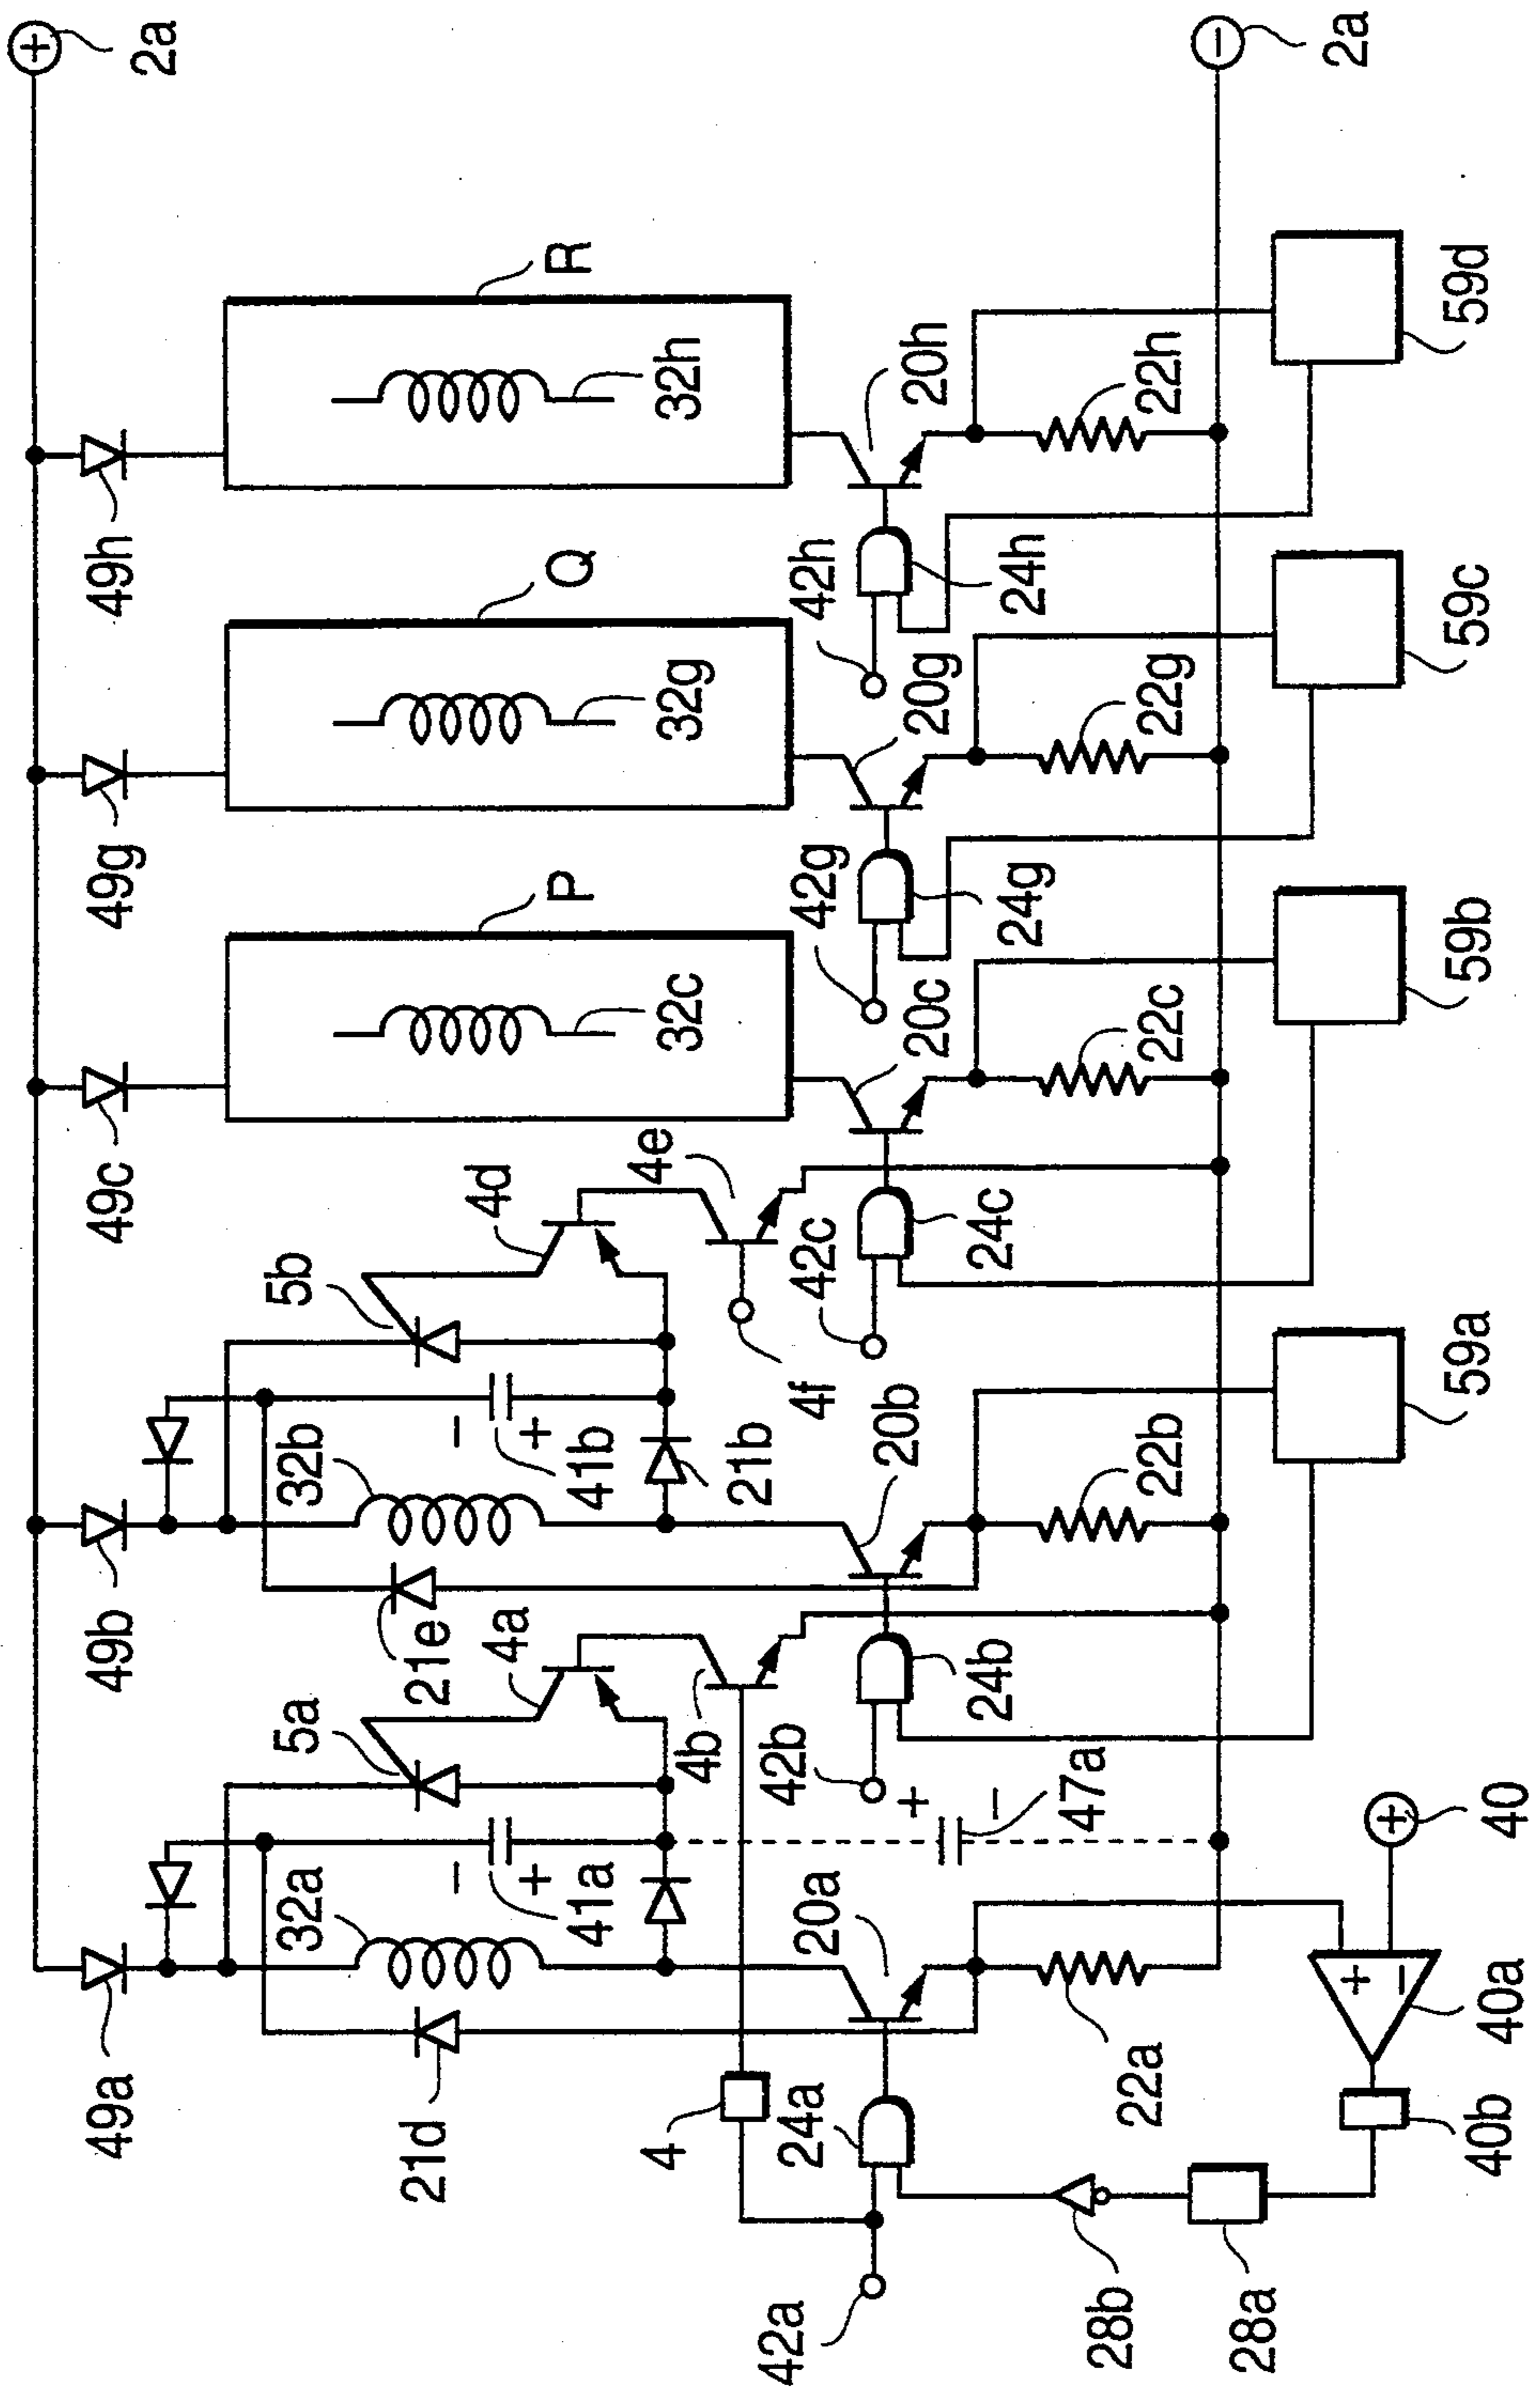 +
2a
−
2a
49h
R
32h
20h
22h
59d
42h
24h
49g
Q
32g
20g
22g
59c
42g
24g
49c
P
32c
20c
22c
59b
42c
24c
4d
4e
4f
5b
−
+
41b
32b
21b
20b
22b
59a
49b
21e
42b
24b
4a
4b
5a
−
+
41a
32a
+
−
47a
20a
22a
49a
21d
4
24a
42a
28b
28a
40b
40a
+
−
+
40